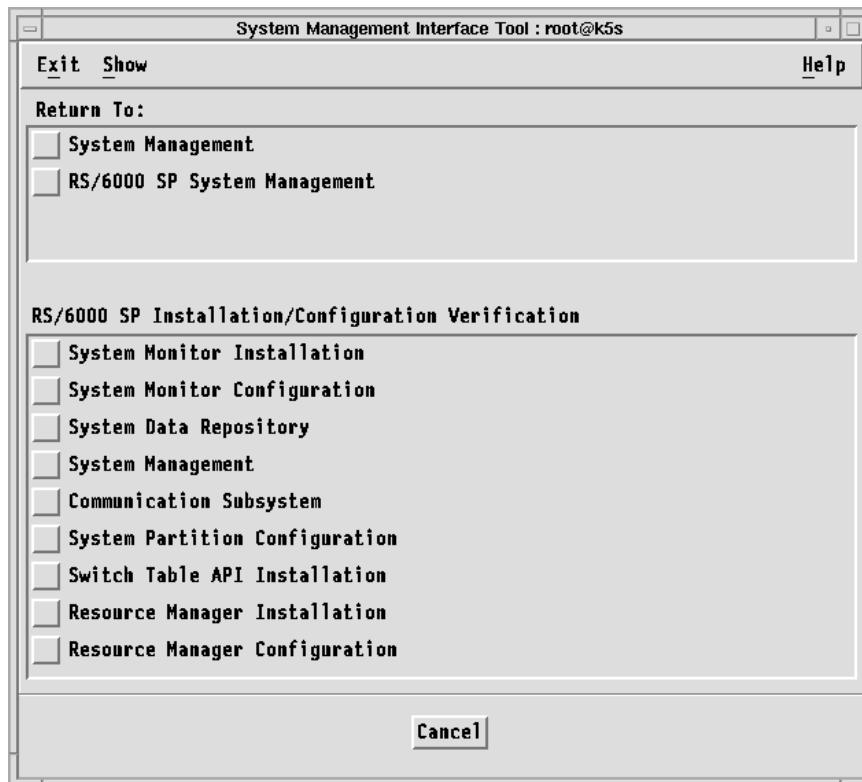 System Management Interface Tool : root@k5s
Exit Show Help
Return To:
System Management
RS/6000 SP System Management
RS/6000 SP Installation/Configuration Verification
System Monitor Installation
System Monitor Configuration
System Data Repository
System Management
Communication Subsystem
System Partition Configuration
Switch Table API Installation
Resource Manager Installation
Resource Manager Configuration
Cancel